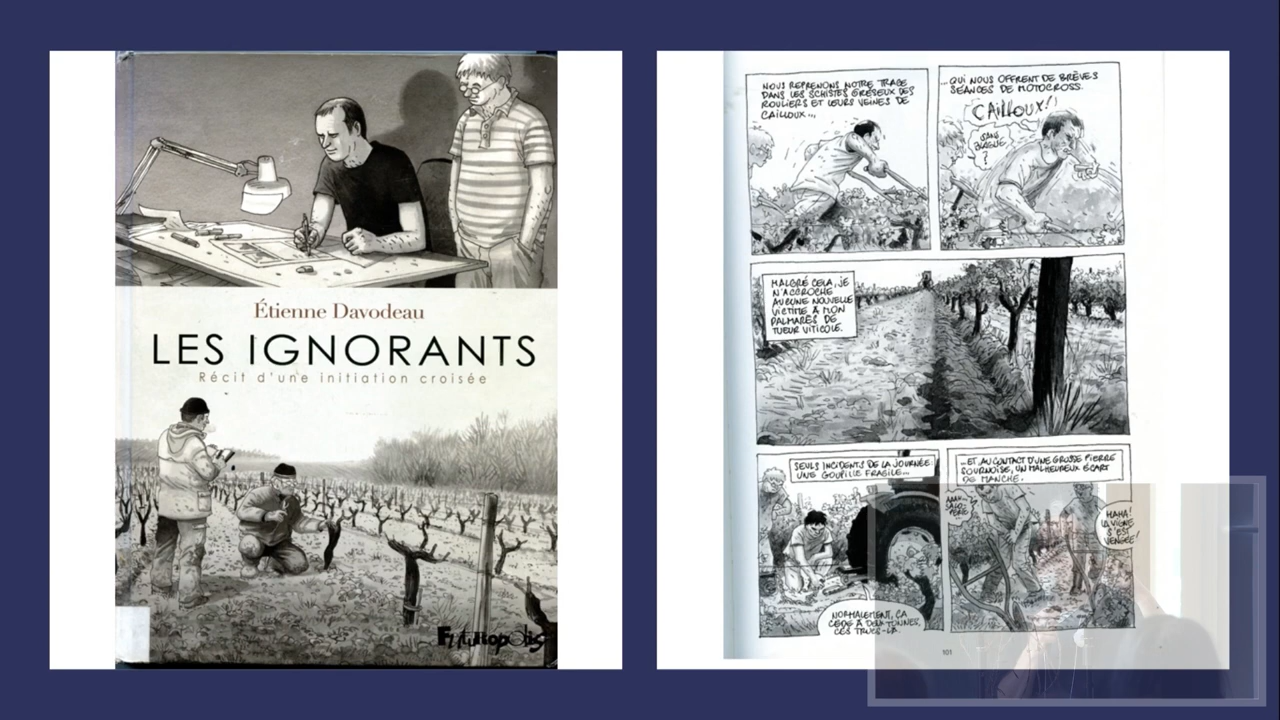 Étienne Davodeau
LES IGNORANTS
Récit d'une initiation croisée
Futuropolis
NOUS REPRENONS NOTRE TRACE
DANS LES SCHISTES GRÉSEUX DES
ROULIERS ET LEURS VEINES DE
CAILLOUX...
...QUI NOUS OFFRENT DE BRÈVES
SÉANCES DE MOTOCROSS.
CAILLOUX!
SANS
BLAGUE
?
MALGRÉ CELA, JE
N'ACCROCHE
AUCUNE NOUVELLE
VICTIME À MON
PALMARÈS DE
TUEUR VITICOLE.
SEULS INCIDENTS DE LA JOURNÉE:
UNE GOUPILLE FRAGILE...
NORMALEMENT, ÇA
CÈDE À DEUX TONNES,
CES TRUCS-LÀ.
...ET, AU CONTACT D'UNE GROSSE PIERRE
SOURNOISE, UN MALHEUREUX ÉCART
DE MANCHE.
HAHA!
LA VIGNE
S'EST
VENGÉE!
101